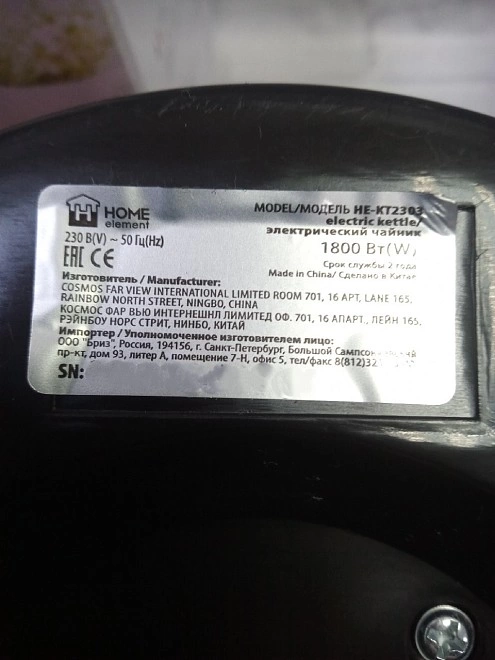 HOME
element
MODEL/МОДЕЛЬ HE-KT2303
electric kettle/
электрический чайник
230 В(V) ~ 50 Гц(Hz)
1800 Вт(W)
EAC CE
Срок службы 2 года
Made in China/ Сделано в Китае
Изготовитель / Manufacturer:
COSMOS FAR VIEW INTERNATIONAL LIMITED ROOM 701, 16 APT, LANE 165,
RAINBOW NORTH STREET, NINGBO, CHINA
КОСМОС ФАР ВЬЮ ИНТЕРНЕШНЛ ЛИМИТЕД ОФ. 701, 16 АПАРТ., ЛЕЙН 165,
РЭЙНБОУ НОРС СТРИТ, НИНБО, КИТАЙ
Импортер / Уполномоченное изготовителем лицо:
ООО "Бриз", Россия, 194156, г. Санкт-Петербург, Большой
пр-кт, дом 93, литер А, помещение 7-Н, офис 5, тел/факс
SN: